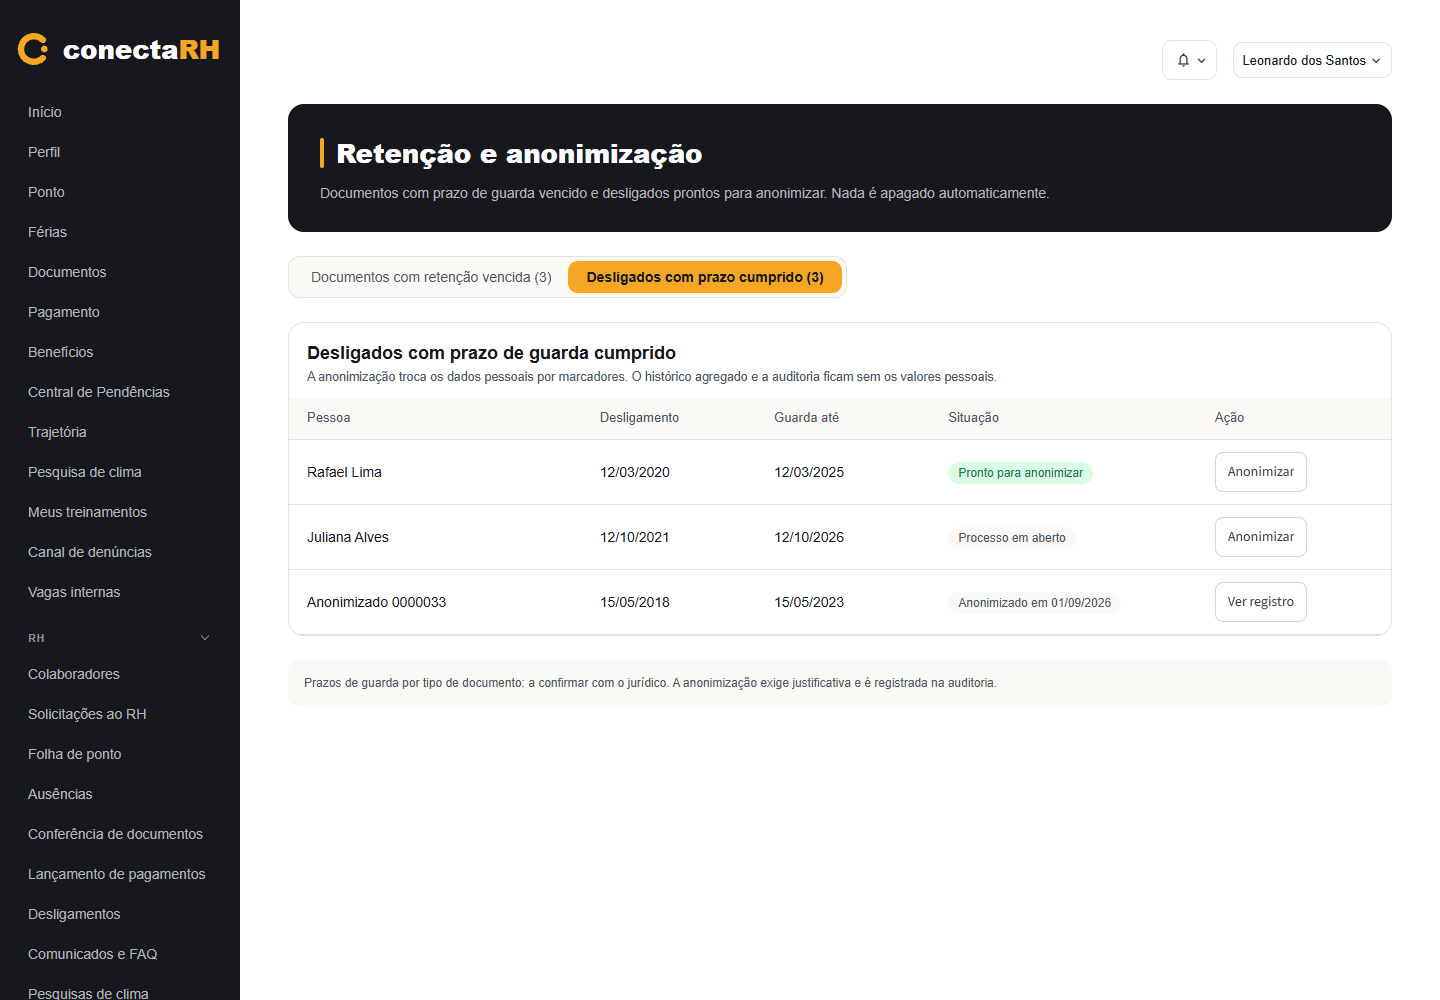 conectaRH
Início
Perfil
Ponto
Férias
Documentos
Pagamento
Benefícios
Central de Pendências
Trajetória
Pesquisa de clima
Meus treinamentos
Canal de denúncias
Vagas internas
RH
Colaboradores
Solicitações ao RH
Folha de ponto
Ausências
Conferência de documentos
Lançamento de pagamentos
Desligamentos
Comunicados e FAQ
Pesquisas de clima
Leonardo dos Santos
Retenção e anonimização
Documentos com prazo de guarda vencido e desligados prontos para anonimizar. Nada é apagado automaticamente.
Documentos com retenção vencida (3) Desligados com prazo cumprido (3)
Desligados com prazo de guarda cumprido
A anonimização troca os dados pessoais por marcadores. O histórico agregado e a auditoria ficam sem os valores pessoais.
Pessoa Desligamento Guarda até Situação Ação
Rafael Lima 12/03/2020 12/03/2025 Pronto para anonimizar Anonimizar
Juliana Alves 12/10/2021 12/10/2026 Processo em aberto Anonimizar
Anonimizado 0000033 15/05/2018 15/05/2023 Anonimizado em 01/09/2026 Ver registro
Prazos de guarda por tipo de documento: a confirmar com o jurídico. A anonimização exige justificativa e é registrada na auditoria.